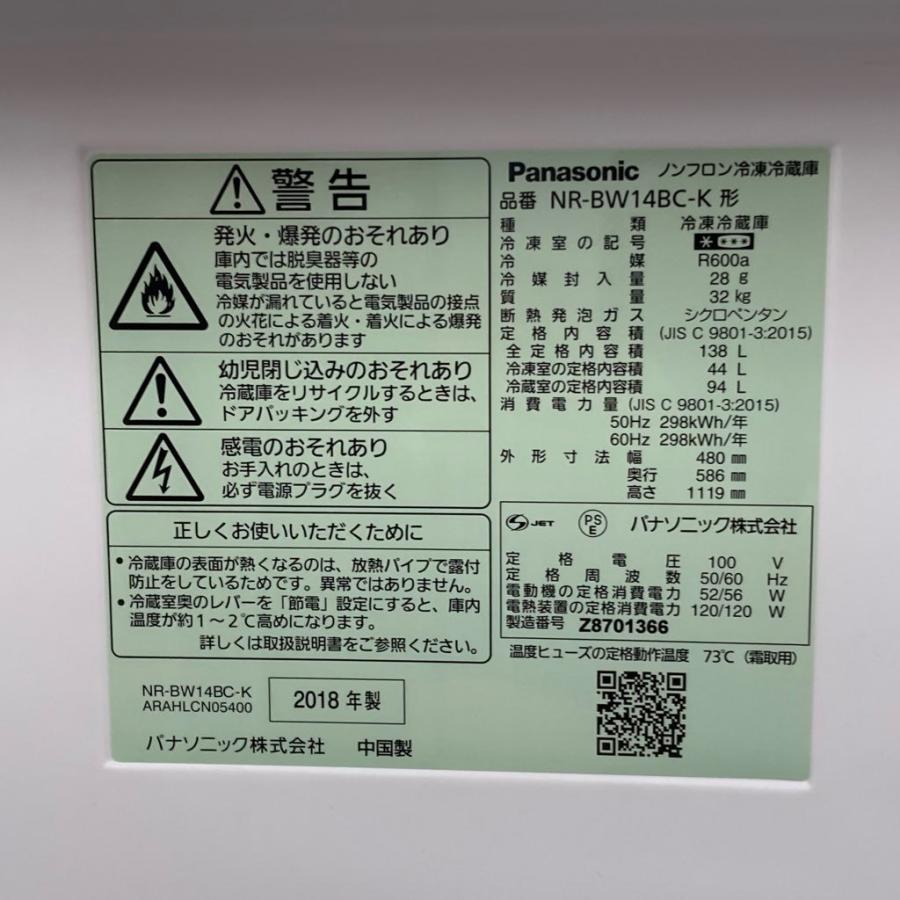 警告
発火・爆発のおそれあり
庫内では脱臭器等の
電気製品を使用しない
冷媒が漏れていると電気製品の接点
の火花による着火・着火による爆発
のおそれがあります
幼児閉じ込みのおそれあり
冷蔵庫をリサイクルするときは、
ドアパッキングを外す
感電のおそれあり
お手入れのときは、
必ず電源プラグを抜く
正しくお使いいただくために
・冷蔵庫の表面が熱くなるのは、放熱パイプで露付
防止をしているためです。異常ではありません。
・冷蔵室奥のレバーを「節電」設定にすると、庫内
温度が約1～2℃高めになります。
詳しくは取扱説明書をご参照ください。
NR-BW14BC-K
ARAHLCN05400
2018 年製
パナソニック株式会社 中国製
Panasonic ノンフロン冷凍冷蔵庫
品番 NR-BW14BC-K 形
種類 冷凍冷蔵庫
冷凍室の記号
冷媒 R600a
冷媒封入量 28 g
質量 32 kg
断熱発泡ガス シクロペンタン
定格内容積 (JIS C 9801-3:2015)
全定格内容積 138 L
冷凍室の定格内容積 44 L
冷蔵室の定格内容積 94 L
消費電力量 (JIS C 9801-3:2015)
50Hz 298kWh/年
60Hz 298kWh/年
外形寸法 幅 480 mm
奥行 586 mm
高さ 1119 mm
JET PS E パナソニック株式会社
定格電圧 100 V
定格周波数 50/60 Hz
電動機の定格消費電力 52/56 W
電熱装置の定格消費電力 120/120 W
製造番号 Z8701366
温度ヒューズの定格動作温度 73℃ (霜取用)